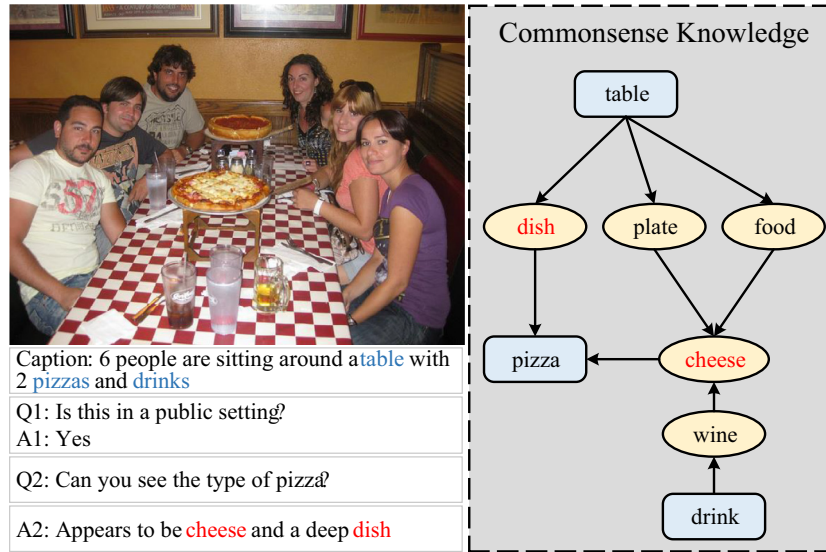 Caption: 6 people are sitting around a table with
2 pizzas and drinks
Q1: Is this in a public setting?
A1: Yes
Q2: Can you see the type of pizza?
A2: Appears to be cheese and a deep dish
Commonsense Knowledge
table
dish
plate
food
pizza
cheese
wine
drink